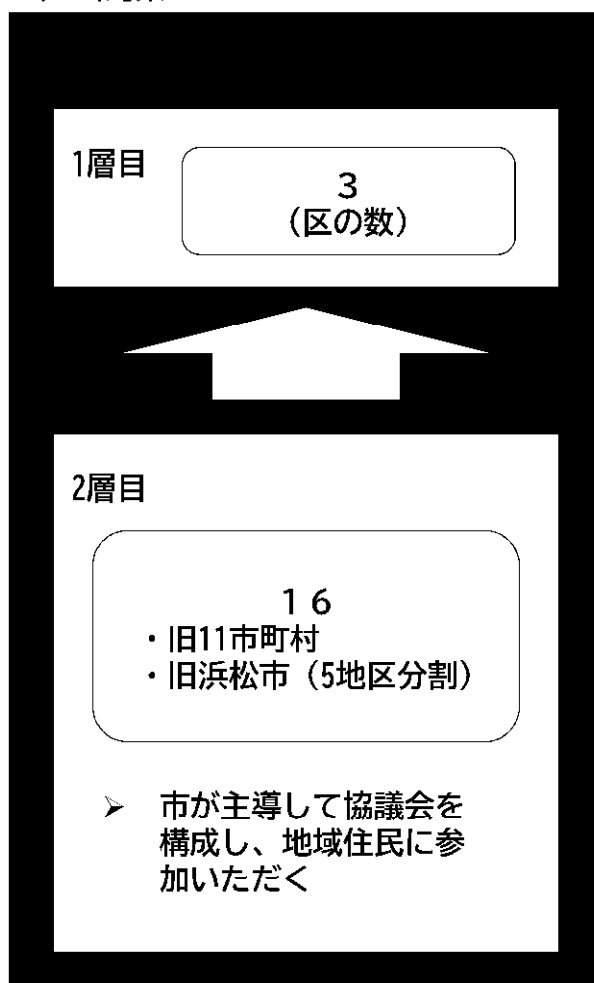 1層目
3
(区の数)
2層目
１６
・旧11市町村
・旧浜松市（5地区分割）
➢ 市が主導して協議会を
構成し、地域住民に参
加いただく